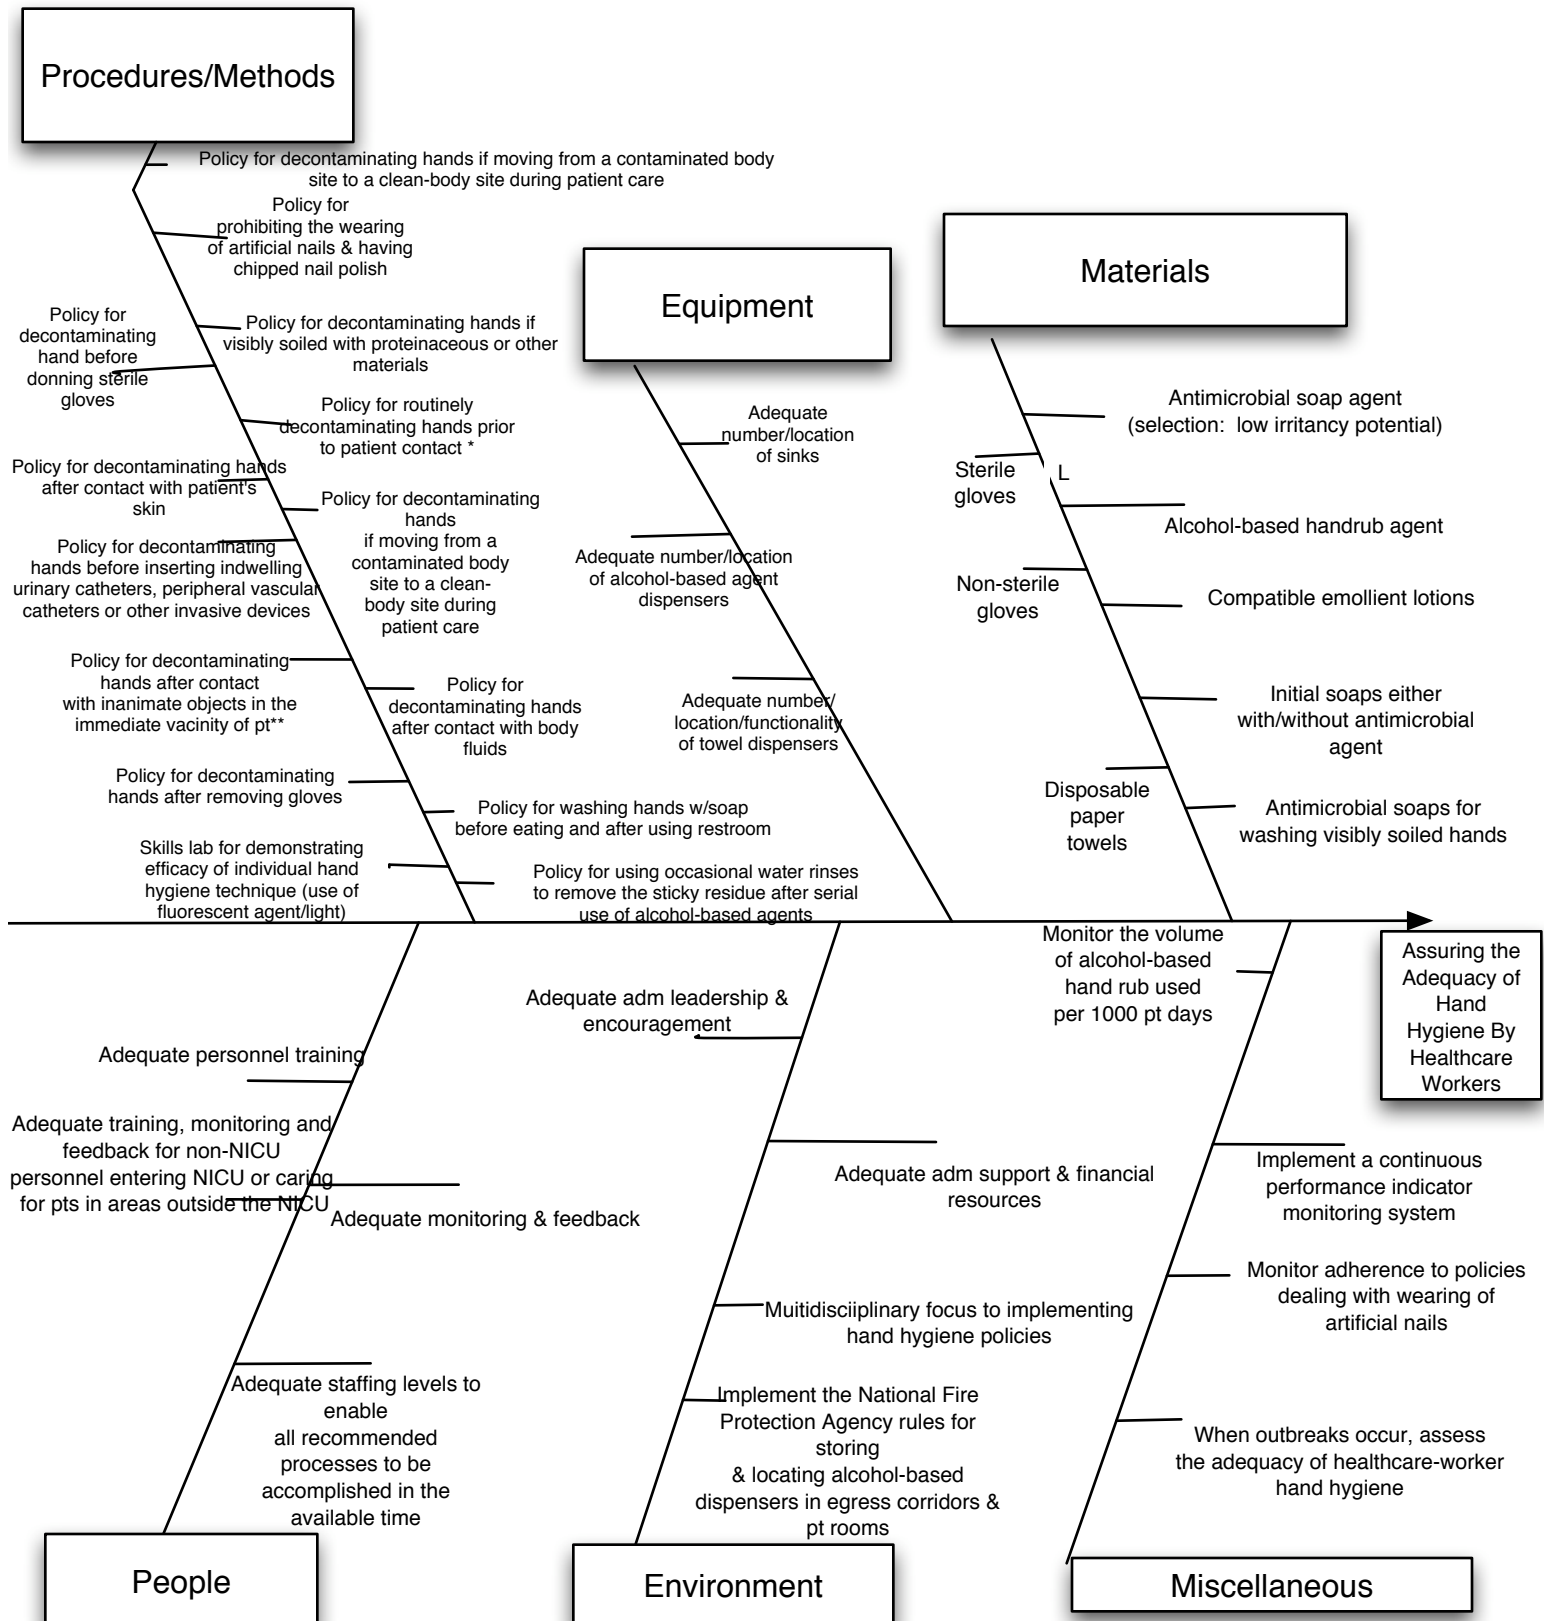 Procedures/Methods
Policy for decontaminating hands if moving from a contaminated body
site to a clean-body site during patient care
Policy for
prohibiting the wearing
of artificial nails & having
chipped nail polish
Policy for
decontaminating
hand before
donning sterile
gloves
Policy for decontaminating hands if
visibly soiled with proteinaceous or other
materials
Policy for routinely
decontaminating hands prior
to patient contact *
Policy for decontaminating hands
after contact with patient's
skin
Policy for decontaminating
hands
if moving from a
contaminated body
site to a clean-
body site during
patient care
Policy for decontaminating
hands before inserting indwelling
urinary catheters, peripheral vascular
catheters or other invasive devices
Policy for decontaminating
hands after contact
with inanimate objects in the
immediate vacinity of pt**
Policy for
decontaminating hands
after contact with body
fluids
Policy for decontaminating
hands after removing gloves
Policy for washing hands w/soap
before eating and after using restroom
Skills lab for demonstrating
efficacy of individual hand
hygiene technique (use of
fluorescent agent/light)
Policy for using occasional water rinses
to remove the sticky residue after serial
use of alcohol-based agents
Equipment
Adequate
number/location
of sinks
Adequate number/location
of alcohol-based agent
dispensers
Adequate number/
location/functionality
of towel dispensers
Materials
Antimicrobial soap agent
(selection: low irritancy potential)
Sterile
gloves
L
Alcohol-based handrub agent
Non-sterile
gloves
Compatible emollient lotions
Initial soaps either
with/without antimicrobial
agent
Disposable
paper
towels
Antimicrobial soaps for
washing visibly soiled hands
Assuring the
Adequacy of
Hand
Hygiene By
Healthcare
Workers
Adequate personnel training
Adequate training, monitoring and
feedback for non-NICU
personnel entering NICU or caring
for pts in areas outside the NICU
Adequate monitoring & feedback
Adequate staffing levels to
enable
all recommended
processes to be
accomplished in the
available time
People
Adequate adm leadership &
encouragement
Adequate adm support & financial
resources
Muitidisciiplinary focus to implementing
hand hygiene policies
Implement the National Fire
Protection Agency rules for
storing
& locating alcohol-based
dispensers in egress corridors &
pt rooms
Environment
Monitor the volume
of alcohol-based
hand rub used
per 1000 pt days
Implement a continuous
performance indicator
monitoring system
Monitor adherence to policies
dealing with wearing of
artificial nails
When outbreaks occur, assess
the adequacy of healthcare-worker
hand hygiene
Miscellaneous